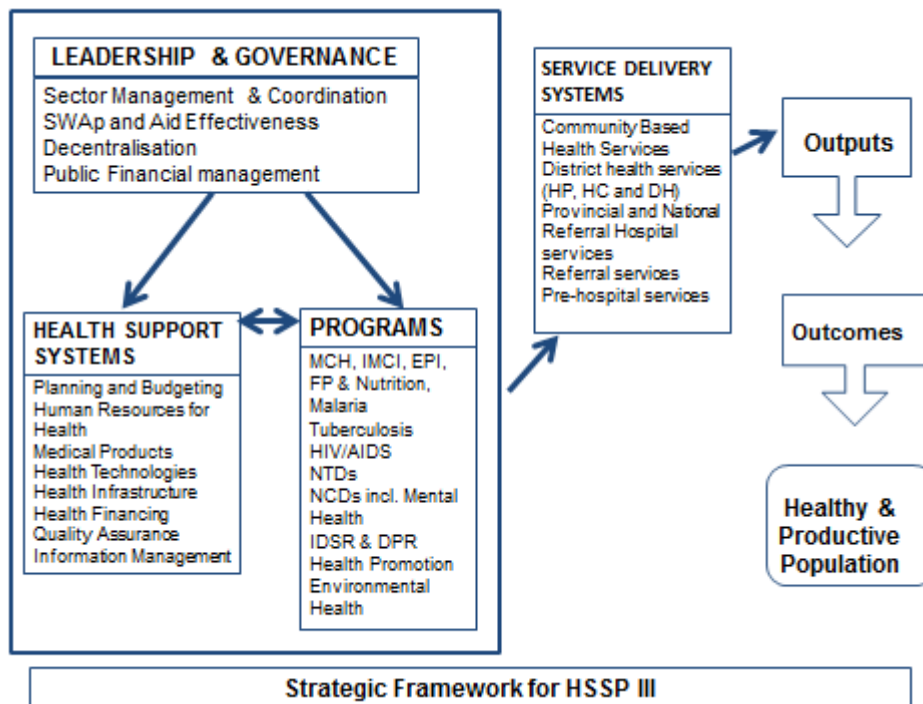 LEADERSHIP & GOVERNANCE
Sector Management & Coordination
SWAp and Aid Effectiveness
Decentralisation
Public Financial management
HEALTH SUPPORT
SYSTEMS
Planning and Budgeting
Human Resources for
Health
Medical Products
Health Technologies
Health Infrastructure
Health Financing
Quality Assurance
Information Management
PROGRAMS
MCH, IMCI, EPI,
FP & Nutrition,
Malaria
Tuberculosis
HIV/AIDS
NTDs
NCDs incl. Mental
Health
IDSR & DPR
Health Promotion
Environmental
Health
SERVICE DELIVERY
SYSTEMS
Community Based
Health Services
District health services
(HP, HC and DH)
Provincial and National
Referral Hospital
services
Referral services
Pre-hospital services
Outputs
Outcomes
Healthy &
Productive
Population
Strategic Framework for HSSP III